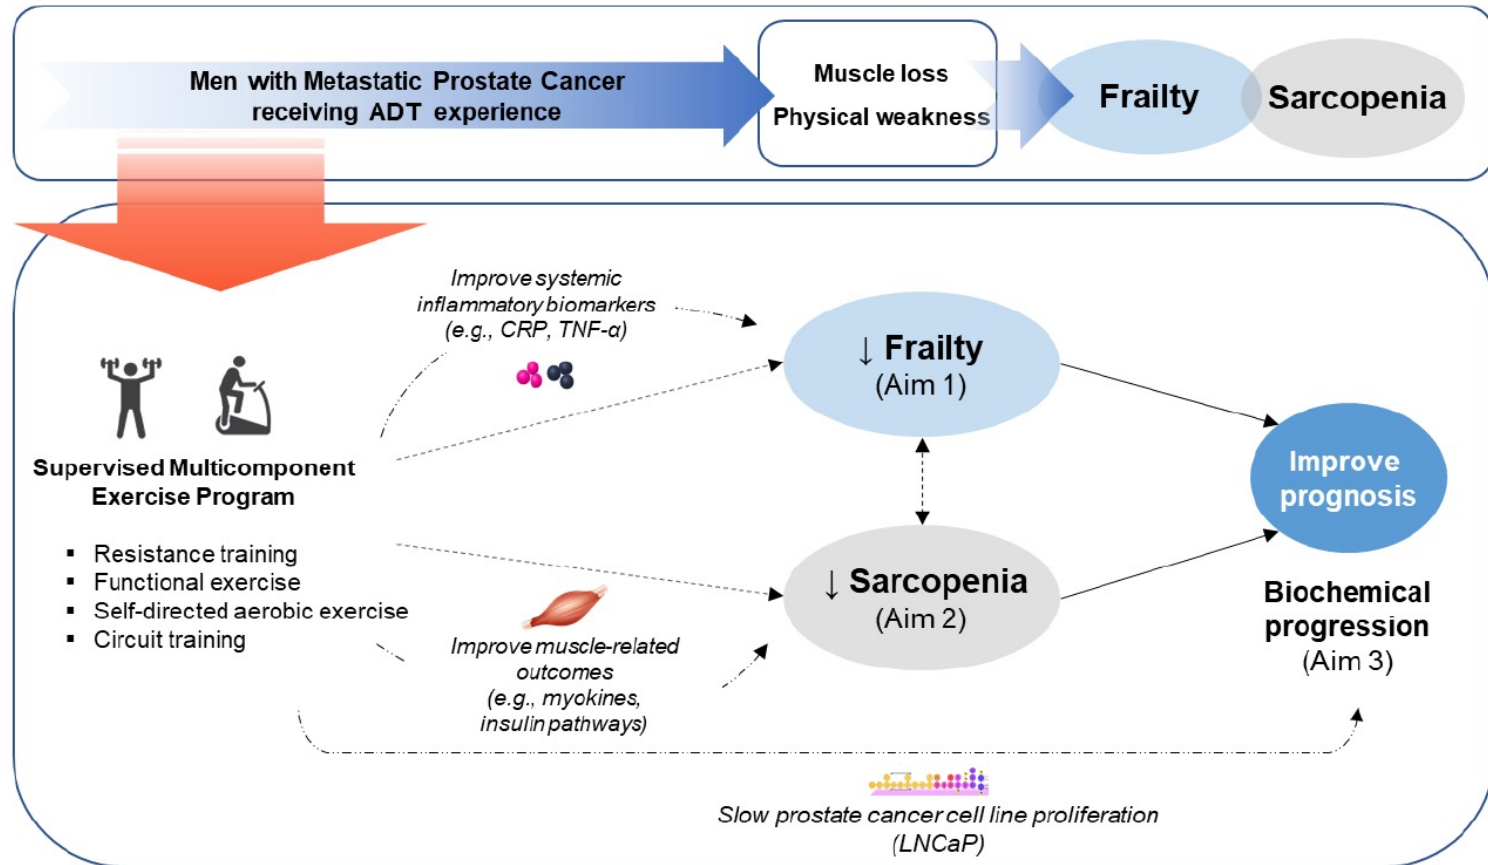 Men with Metastatic Prostate Cancer
receiving ADT experience
Muscle loss
Physical weakness
Frailty
Sarcopenia
Improve systemic
inflammatory biomarkers
(e.g., CRP, TNF-α)
Supervised Multicomponent
Exercise Program
▪ Resistance training
▪ Functional exercise
▪ Self-directed aerobic exercise
▪ Circuit training
Improve muscle-related
outcomes
(e.g., myokines,
insulin pathways)
↓ Frailty
(Aim 1)
↓ Sarcopenia
(Aim 2)
Improve
prognosis
Biochemical
progression
(Aim 3)
Slow prostate cancer cell line proliferation
(LNCaP)